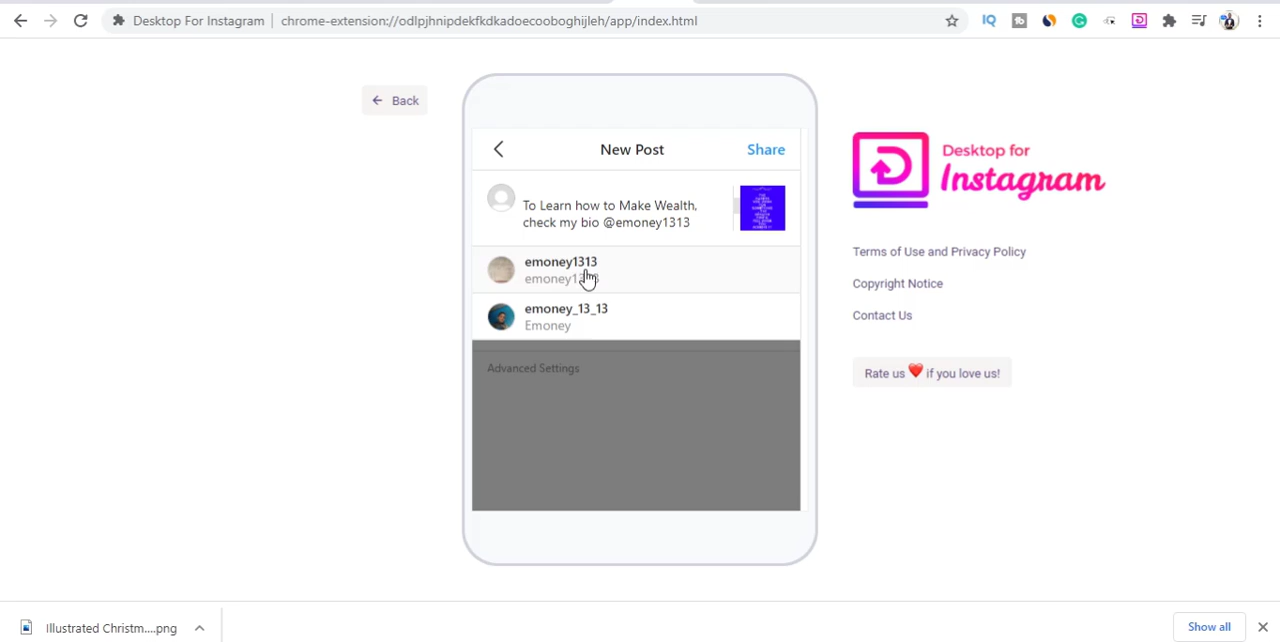 Desktop For Instagram
chrome-extension://odlpjhnipdekfkdkadoecooboghijleh/app/index.html
Back
New Post
Share
To Learn how to Make Wealth,
check my bio @emoney1313
emoney1313
emoney_13_13
Emoney
Advanced Settings
Desktop for
Instagram
Terms of Use and Privacy Policy
Copyright Notice
Contact Us
Rate us ❤️ if you love us!
Illustrated Christm....png
Show all